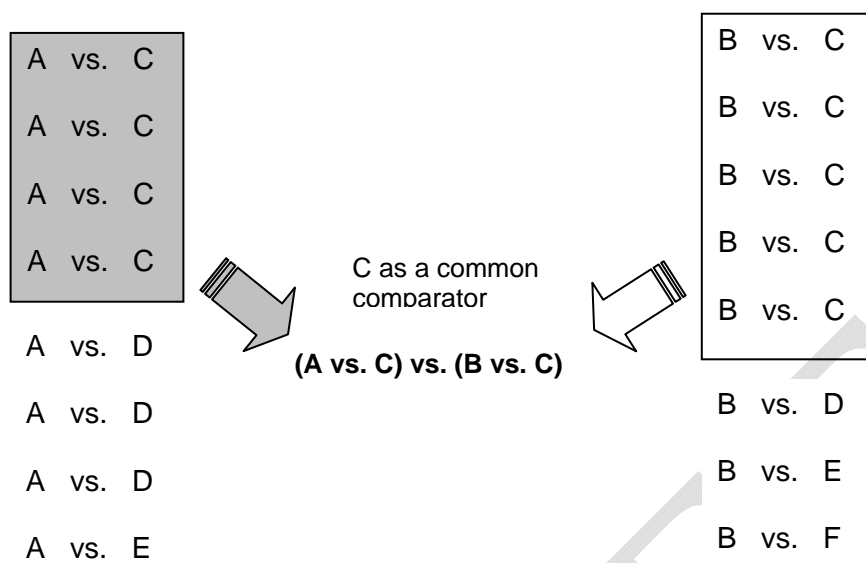 A vs. C
A vs. C
A vs. C
A vs. C
A vs. D
A vs. D
A vs. D
A vs. E
C as a common
comparator
(A vs. C) vs. (B vs. C)
B vs. C
B vs. C
B vs. C
B vs. C
B vs. C
B vs. D
B vs. E
B vs. F